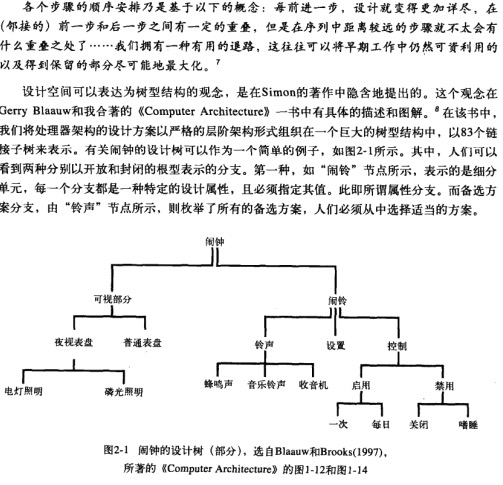 各个步骤的顺序安排乃是基于以下的概念：每前进一步，设计就变得更加详尽，在
（邻接的）前一步和后一步之间有一定的重叠，但是在序列中距离较远的步骤就不太会有
什么重叠之处了……我们拥有一种有用的退路，这往往可以将早期工作中仍然可资利用的
以及得到保留的部分尽可能地最大化。7
设计空间可以表达为树型结构的观念，是在Simon的著作中隐含地提出的。这个观念在
Gerry Blaauw和我合著的《Computer Architecture》一书中有具体的描述和图解。8在该书中，
我们将处理器架构的设计方案以严格的层阶架构形式组织在一个巨大的树型结构中，以83个链
接子树来表示。有关闹钟的设计树可以作为一个简单的例子，如图2-1所示。其中，人们可以
看到两种分别以开放和封闭的根型表示的分支。第一种，如“闹铃”节点所示，表示的是细分
单元，每一个分支都是一种特定的设计属性，且必须指定其值。此即所谓属性分支。而备选方
案分支，由“铃声”节点所示，则枚举了所有的备选方案，人们必须从中选择适当的方案。
闹钟
可视部分 闹铃
夜视表盘 普通表盘 铃声 设置 控制
电灯照明 磷光照明 蜂鸣声 音乐铃声 收音机 启用 禁用
一次 每日 关闭 嗜睡
图2-1 闹钟的设计树（部分），选自Blaauw和Brooks(1997)，
所著的《Computer Architecture》的图1-12和图1-14